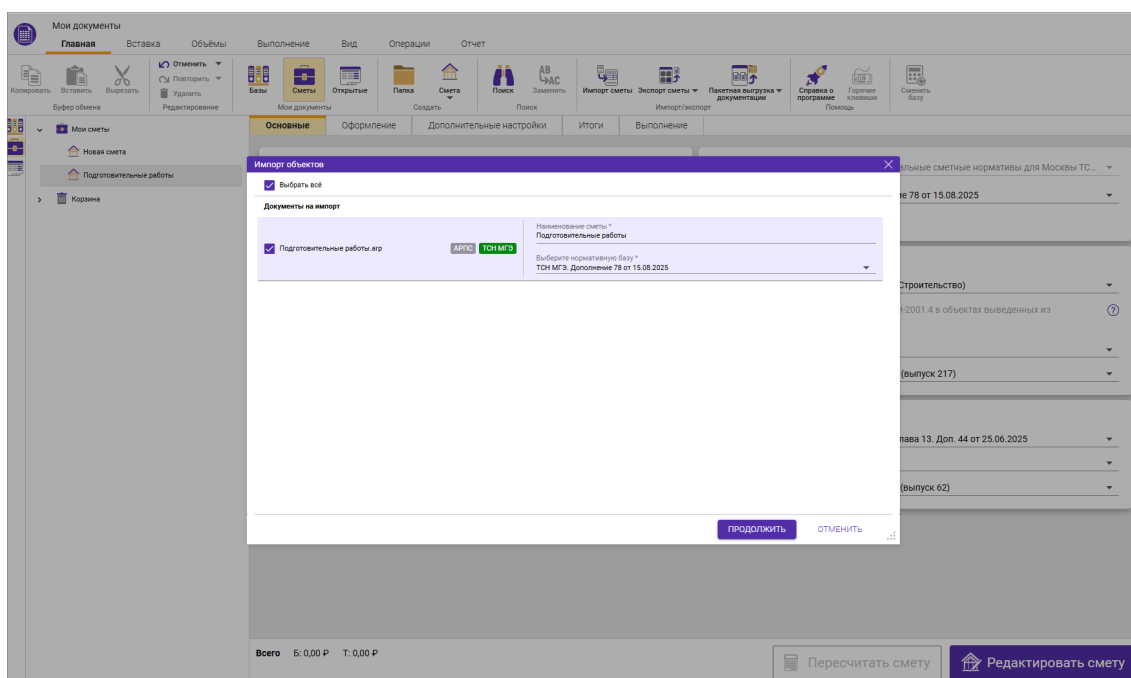 Мои документы
Главная Вставка Объёмы Выполнение Вид Операции Отчет
Копировать Вставить Вырезать Отменить Повторить Удалить
Базы Сметы Открытые Папка Смета Поиск Заменить Импорт сметы Экспорт сметы Пакетная выгрузка документации Справка о программе Горячие клавиши Сменить базу
Буфер обмена Редактирование Мои документы Создать Поиск Импорт/экспорт Помощь
Мои сметы
Новая смета
Подготовительные работы
Корзина
Основные Оформление Дополнительные настройки Итоги Выполнение
Импорт объектов
Выбрать всё
Документы на импорт
Подготовительные работы.arp АРПС ТСН МГЭ
Наименование сметы *
Подготовительные работы
Выберите нормативную базу *
ТСН МГЭ. Дополнение 78 от 15.08.2025
ПРОДОЛЖИТЬ ОТМЕНИТЬ
альные сметные нормативы для Москвы ТС...
ие 78 от 15.08.2025
Строительство)
-2001.4 в объектах выведенных из
(выпуск 217)
лава 13. Доп. 44 от 25.06.2025
(выпуск 62)
Всего Б: 0,00 ₽ Т: 0,00 ₽
Пересчитать смету Редактировать смету